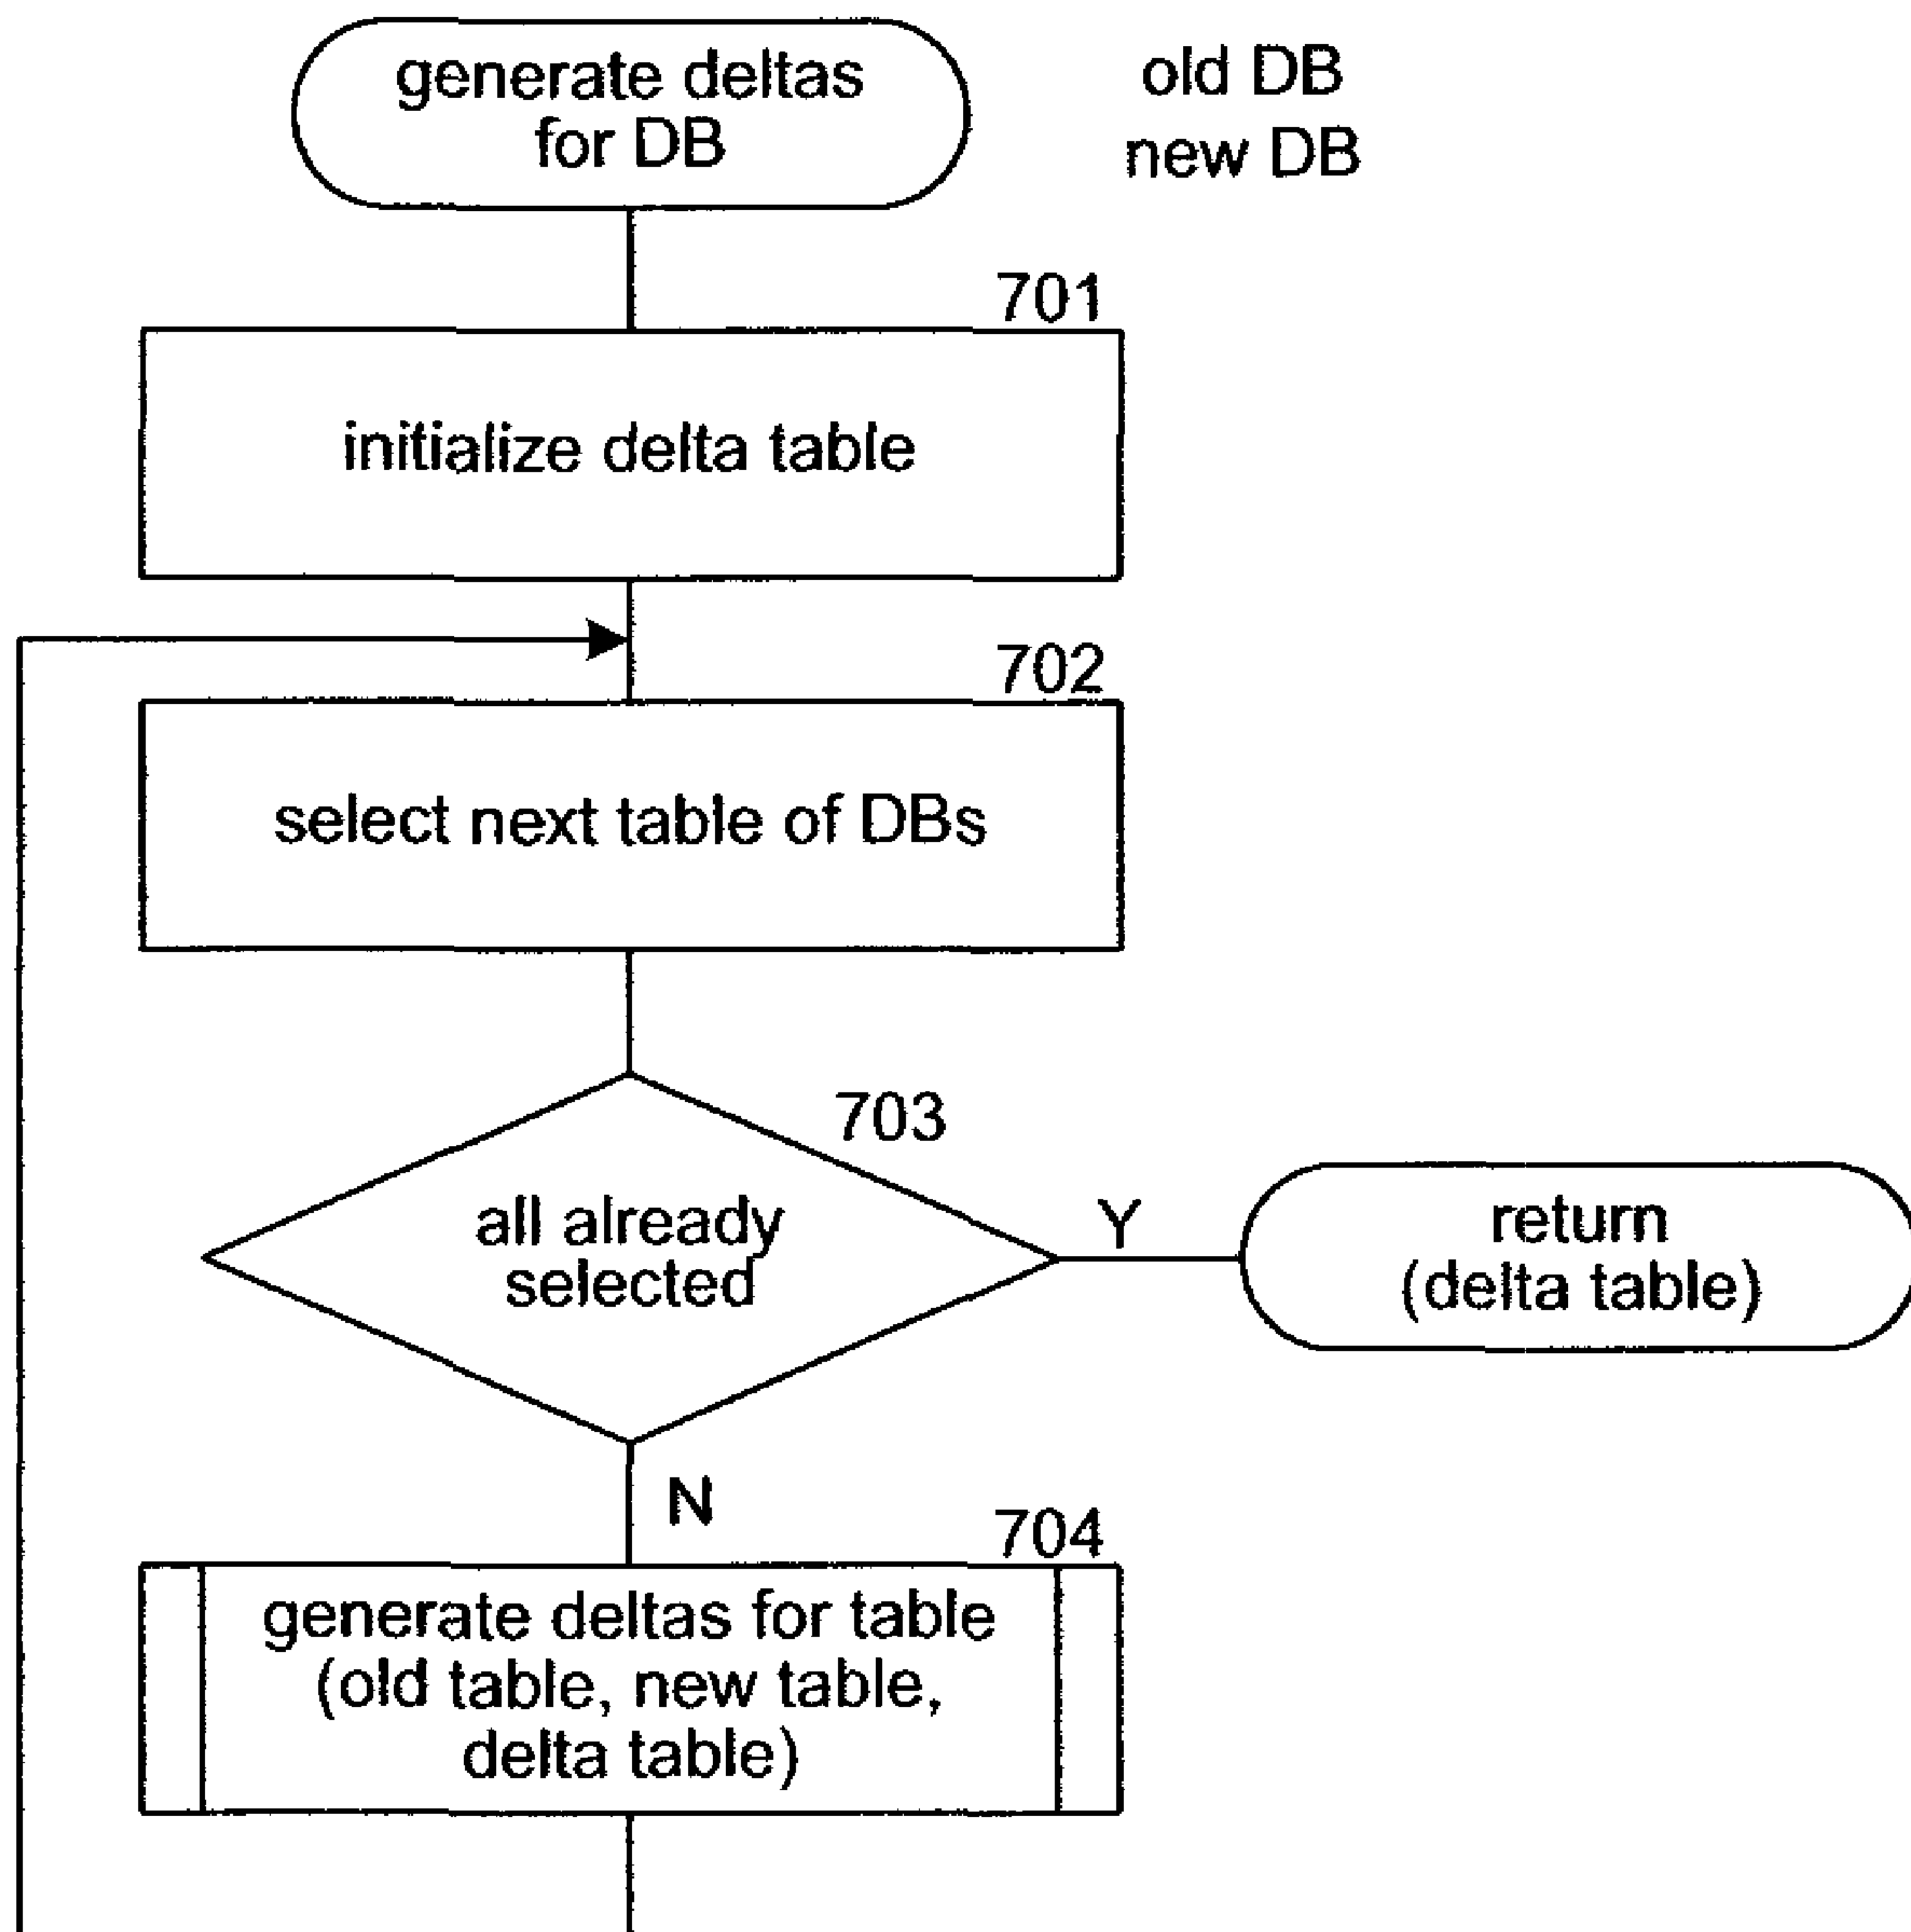 generate deltas
for DB
old DB
new DB
701
initialize delta table
702
select next table of DBs
703
all already
selected
Y
return
(delta table)
N
704
generate deltas for table
(old table, new table,
delta table)